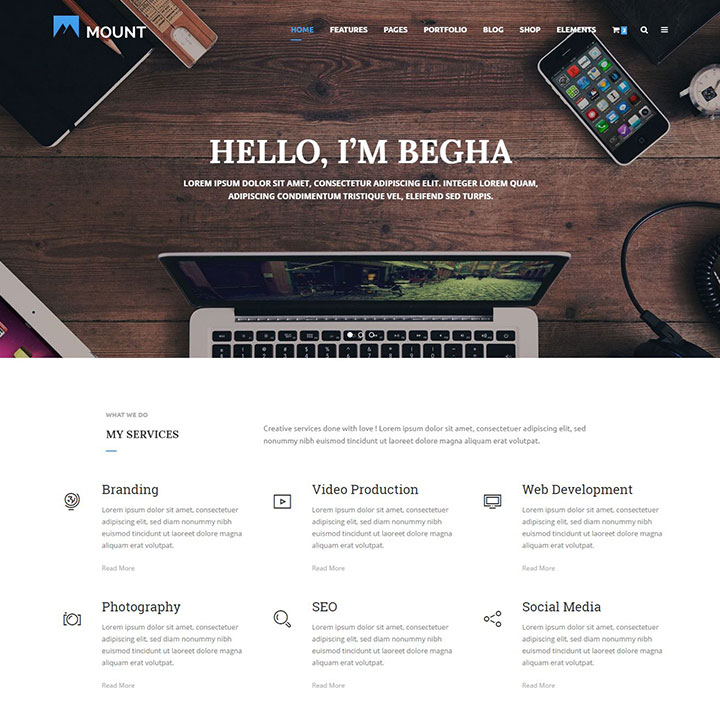 MOUNT
HOME FEATURES PAGES PORTFOLIO BLOG SHOP ELEMENTS
HELLO, I'M BEGHA
LOREM IPSUM DOLOR SIT AMET, CONSECTETUR ADIPISCING ELIT. INTEGER LOREM QUAM,
ADIPISCING CONDIMENTUM TRISTIQUE VEL, ELEIFEND SED TURPIS.
WHAT WE DO
MY SERVICES
Creative services done with love ! Lorem ipsum dolor sit amet, consectetuer adipiscing elit, sed
nonummy nibh euismod tincidunt ut laoreet dolore magna aliquam erat volutpat.
Branding
Lorem ipsum dolor sit amet, consectetuer
adipiscing elit, sed diam nonummy nibh
euismod tincidunt ut laoreet dolore magna
aliquam erat volutpat.
Read More
Video Production
Lorem ipsum dolor sit amet, consectetuer
adipiscing elit, sed diam nonummy nibh
euismod tincidunt ut laoreet dolore magna
aliquam erat volutpat.
Read More
Web Development
Lorem ipsum dolor sit amet, consectetuer
adipiscing elit, sed diam nonummy nibh
euismod tincidunt ut laoreet dolore magna
aliquam erat volutpat.
Read More
Photography
Lorem ipsum dolor sit amet, consectetuer
adipiscing elit, sed diam nonummy nibh
euismod tincidunt ut laoreet dolore magna
aliquam erat volutpat.
Read More
SEO
Lorem ipsum dolor sit amet, consectetuer
adipiscing elit, sed diam nonummy nibh
euismod tincidunt ut laoreet dolore magna
aliquam erat volutpat.
Read More
Social Media
Lorem ipsum dolor sit amet, consectetuer
adipiscing elit, sed diam nonummy nibh
euismod tincidunt ut laoreet dolore magna
aliquam erat volutpat.
Read More